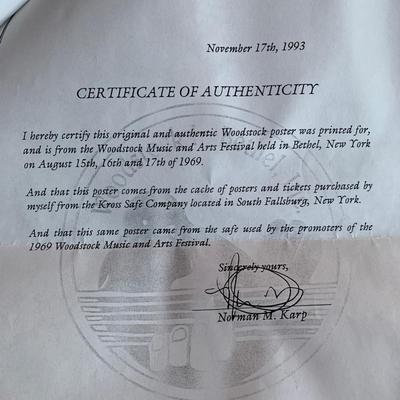 November 17th, 1993
CERTIFICATE OF AUTHENTICITY
I hereby certify this original and authentic Woodstock poster was printed for,
and is from the Woodstock Music and Arts Festival held in Bethel, New York
on August 15th, 16th and 17th of 1969.
And that this poster comes from the cache of posters and tickets purchased by
myself from the Kross Safe Company located in South Fallsburg, New York.
And that this same poster came from the safe used by the promoters of the
1969 Woodstock Music and Arts Festival.
Sincerely yours,
Norman M. Karp